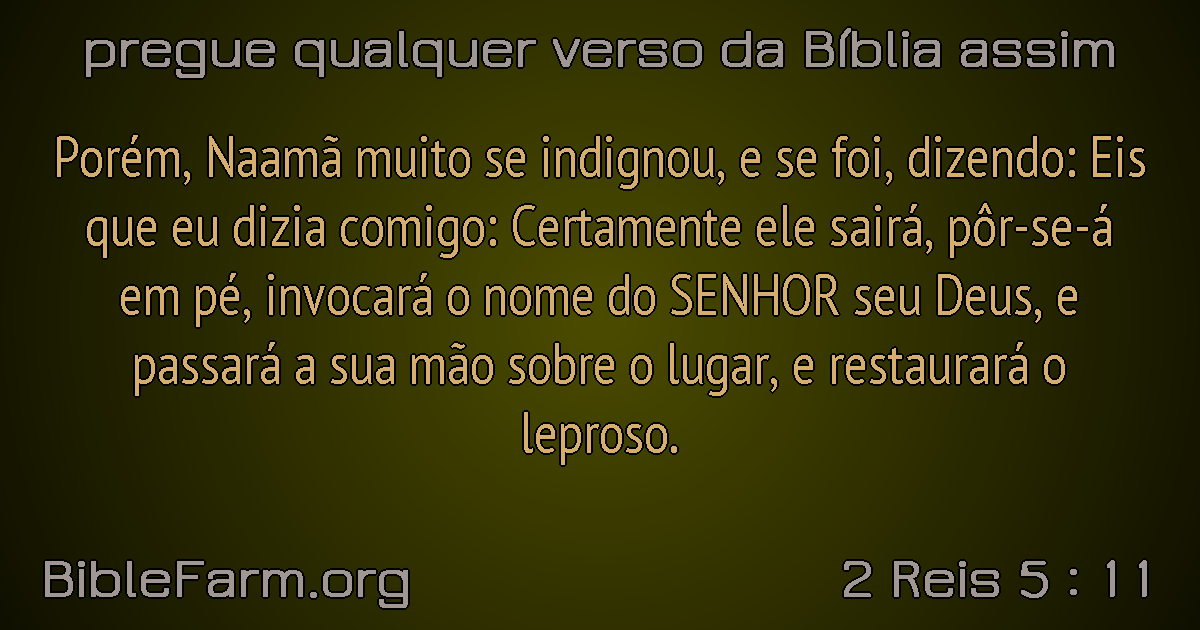 pregue qualquer verso da Bíblia assim
Porém, Naamã muito se indignou, e se foi, dizendo: Eis
que eu dizia comigo: Certamente ele sairá, pôr-se-á
em pé, invocará o nome do SENHOR seu Deus, e
passará a sua mão sobre o lugar, e restaurará o
leproso.
BibleFarm.org
2 Reis 5 : 11